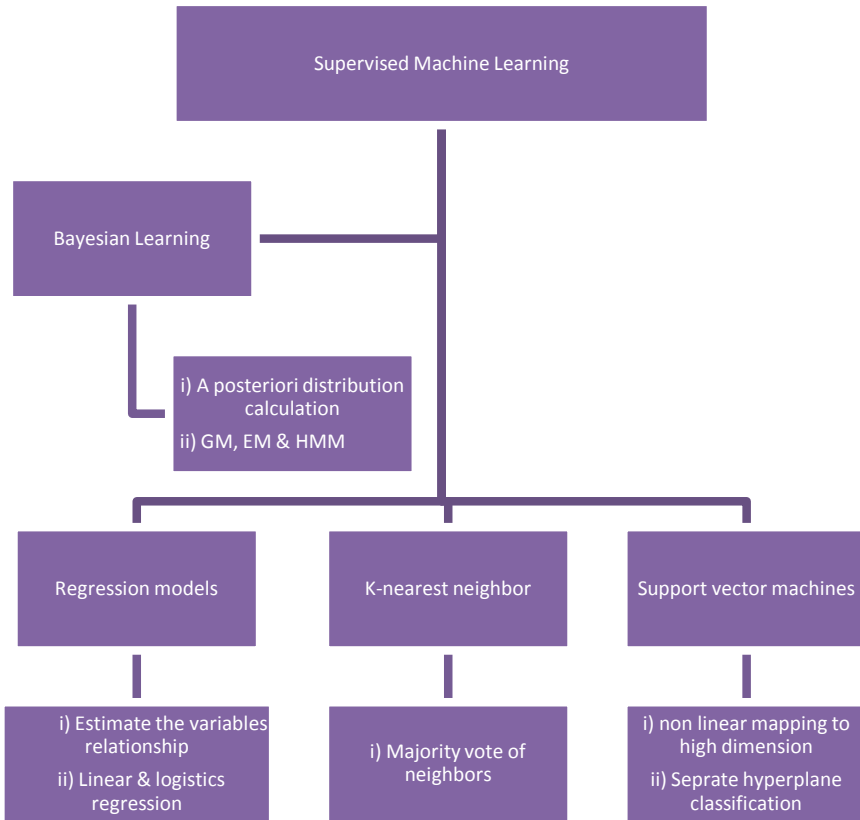 Supervised Machine Learning
Bayesian Learning
i) A posteriori distribution
calculation
ii) GM, EM & HMM
Regression models
K-nearest neighbor
Support vector machines
i) Estimate the variables
relationship
ii) Linear & logistics
regression
i) Majority vote of
neighbors
i) non linear mapping to
high dimension
ii) Seprate hyperplane
classification